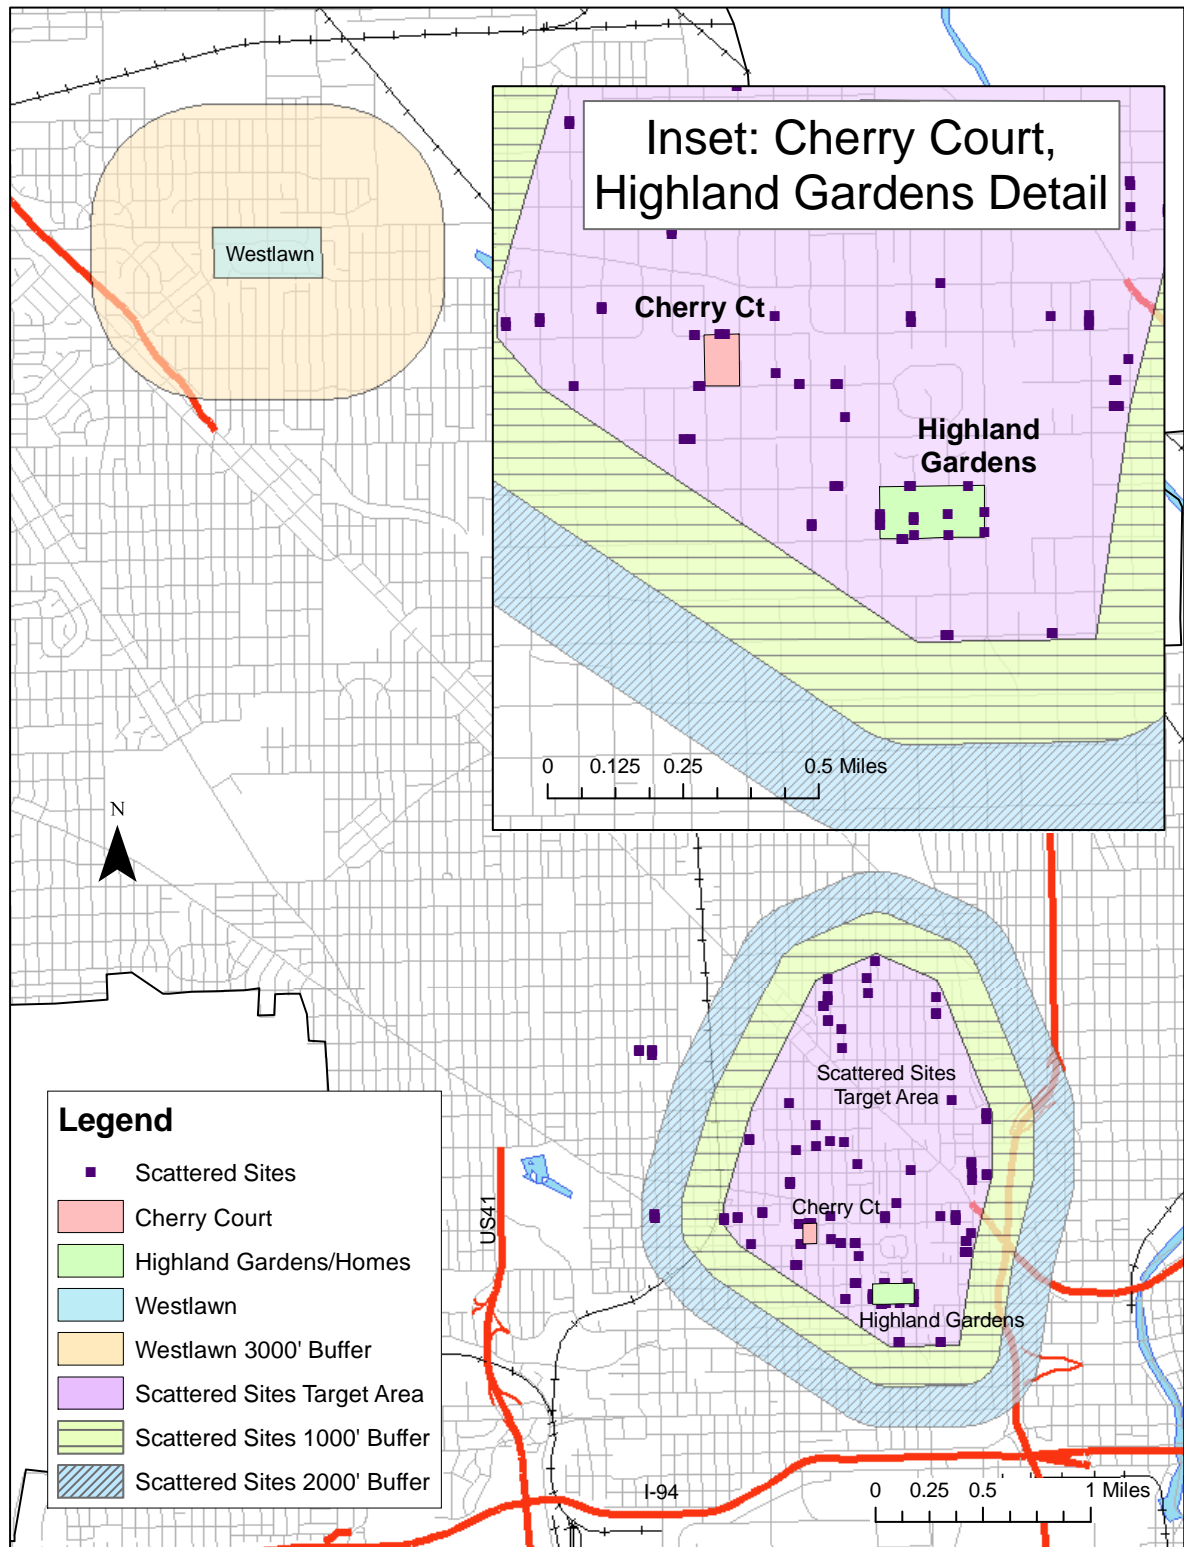 Inset: Cherry Court,
Highland Gardens Detail
Westlawn
Cherry Ct
Highland
Gardens
0 0.125 0.25 0.5 Miles
N
Scattered Sites
Target Area
Cherry Ct
Highland Gardens
US41
I-94
0 0.25 0.5 1 Miles
Legend
Scattered Sites
Cherry Court
Highland Gardens/Homes
Westlawn
Westlawn 3000' Buffer
Scattered Sites Target Area
Scattered Sites 1000' Buffer
Scattered Sites 2000' Buffer